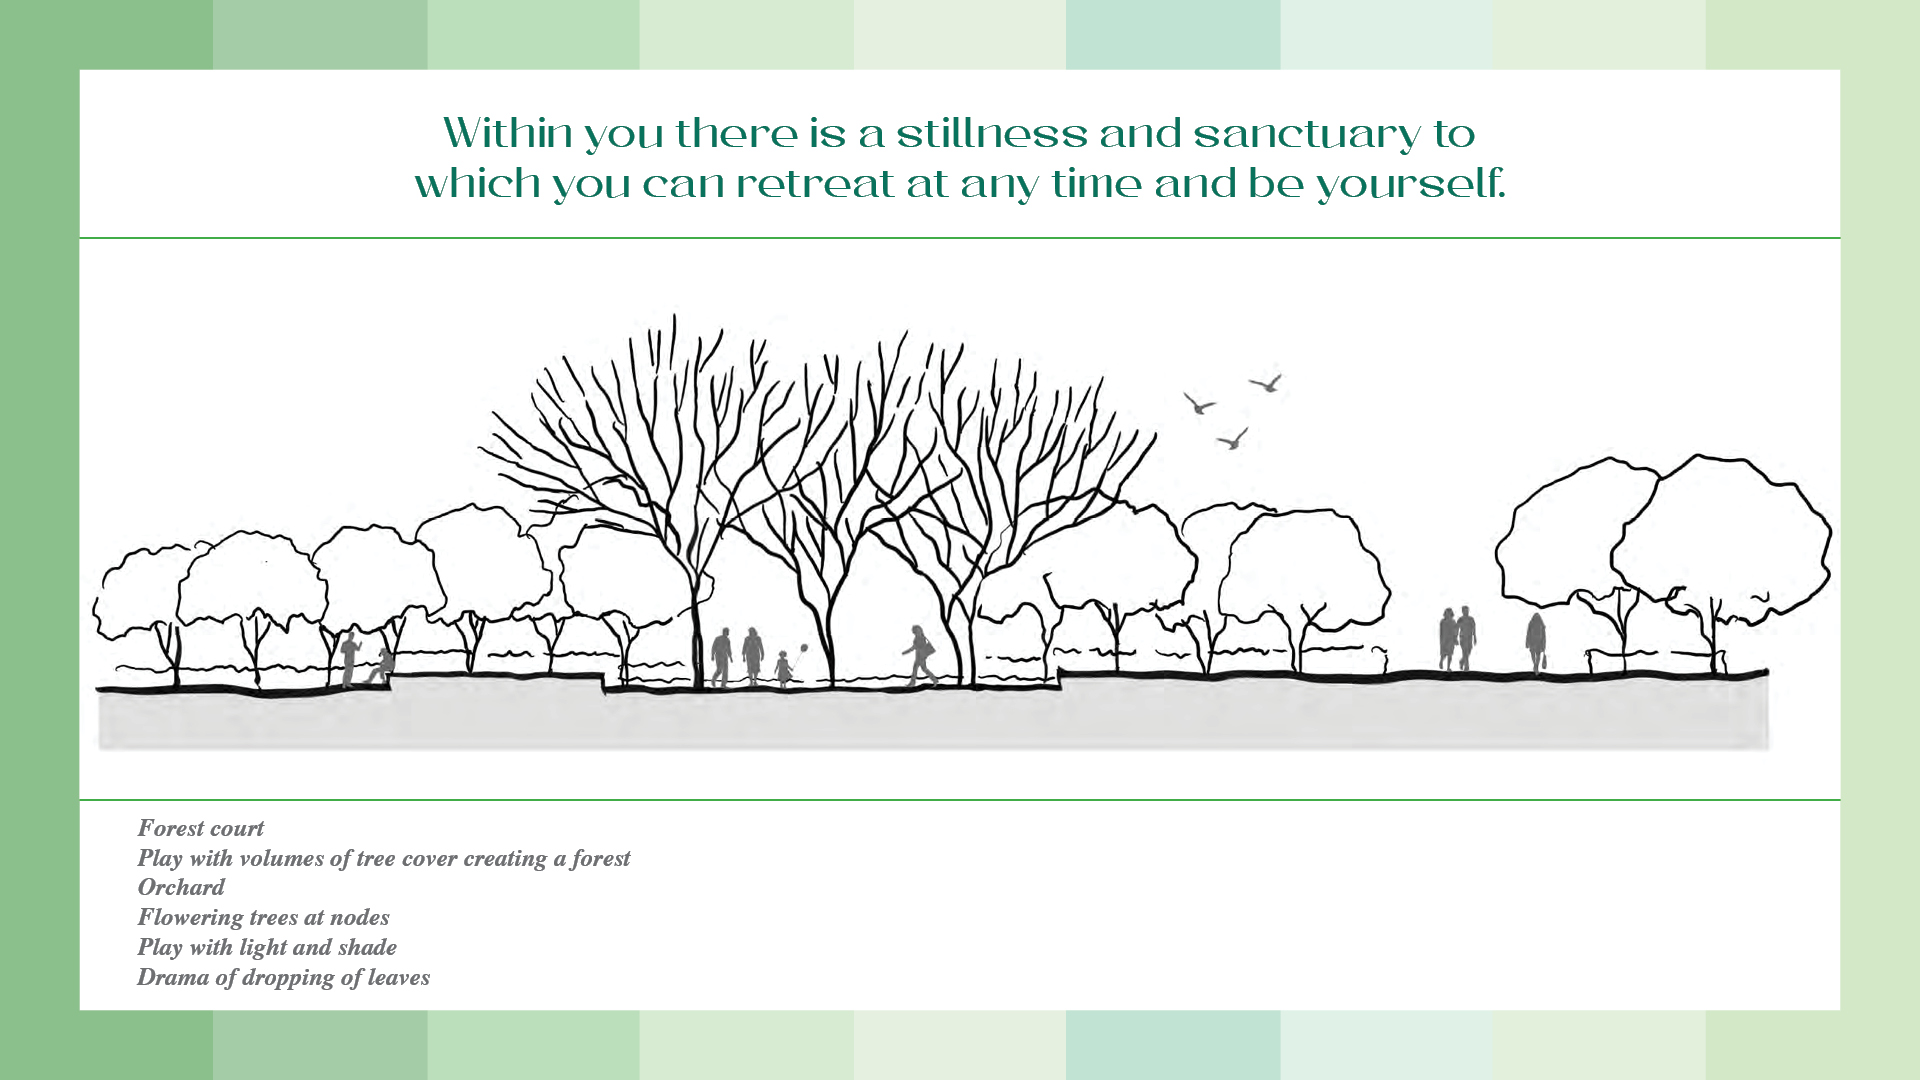 Within you there is a stillness and sanctuary to
which you can retreat at any time and be yourself.
Forest court
Play with volumes of tree cover creating a forest
Orchard
Flowering trees at nodes
Play with light and shade
Drama of dropping of leaves